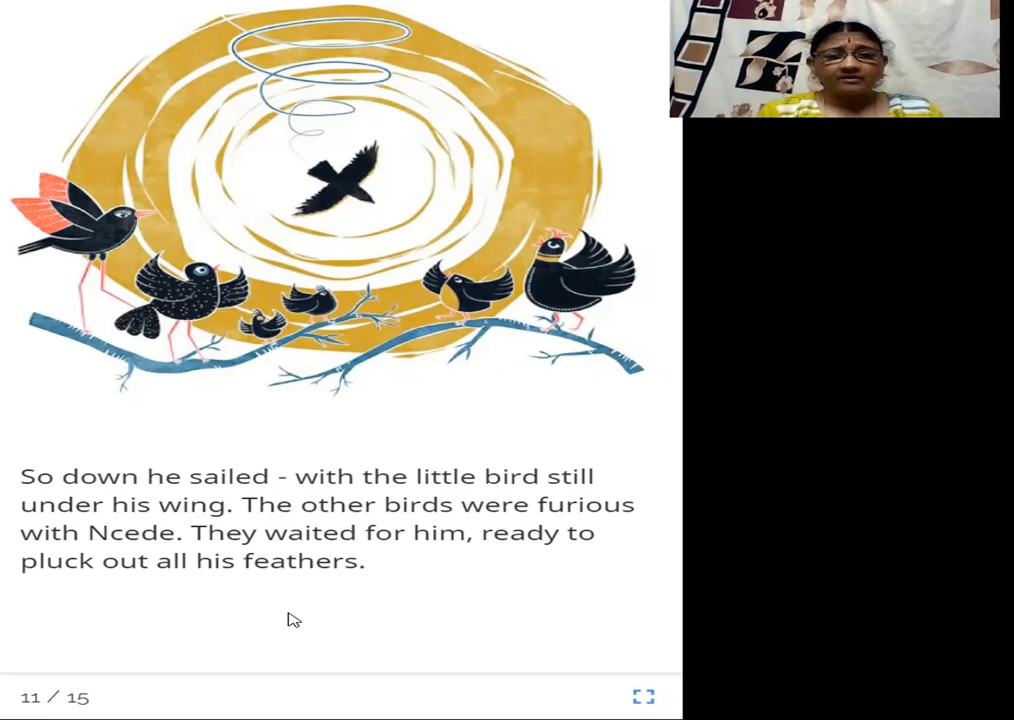 So down he sailed - with the little bird still
under his wing. The other birds were furious
with Ncede. They waited for him, ready to
pluck out all his feathers.
11 / 15